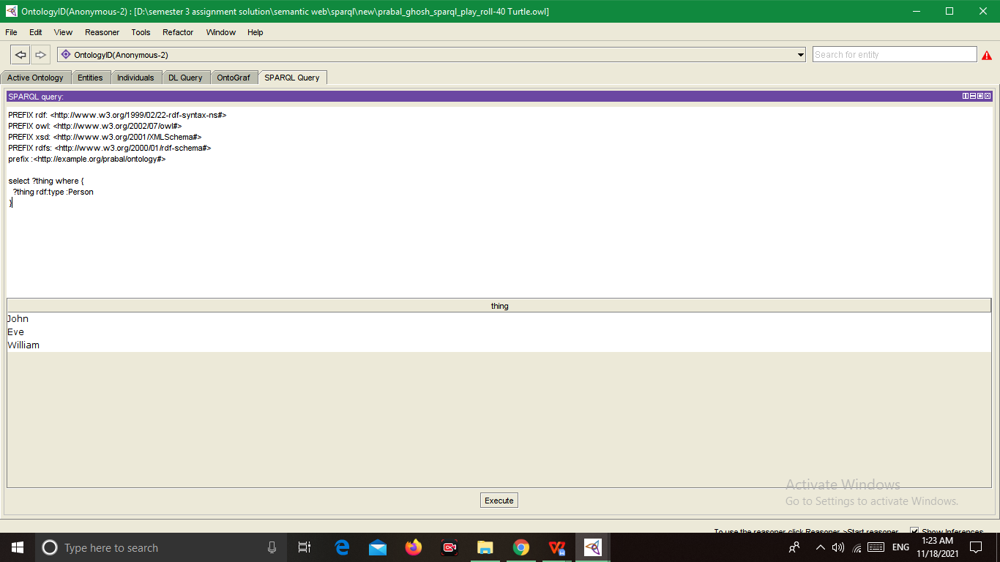 OntologyID(Anonymous-2) : [D:\semester 3 assignment solution\semantic web\sparql\new\prabal_ghosh_sparql_play_roll-40 Turtle.owl]
File Edit View Reasoner Tools Refactor Window Help
OntologyID(Anonymous-2) Search for entity
Active Ontology Entities Individuals DL Query OntoGraf SPARQL Query
SPARQL query:
PREFIX rdf: <http://www.w3.org/1999/02/22-rdf-syntax-ns#>
PREFIX owl: <http://www.w3.org/2002/07/owl#>
PREFIX xsd: <http://www.w3.org/2001/XMLSchema#>
PREFIX rdfs: <http://www.w3.org/2000/01/rdf-schema#>
prefix :<http://example.org/prabal/ontology#>
select ?thing where {
?thing rdf:type :Person
}
thing
John
Eve
William
Activate Windows
Go to Settings to activate Windows.
Execute
To use the reasoner click Reasoner->Start reasoner Show Inferences
Type here to search
ENG
1:23 AM
11/18/2021